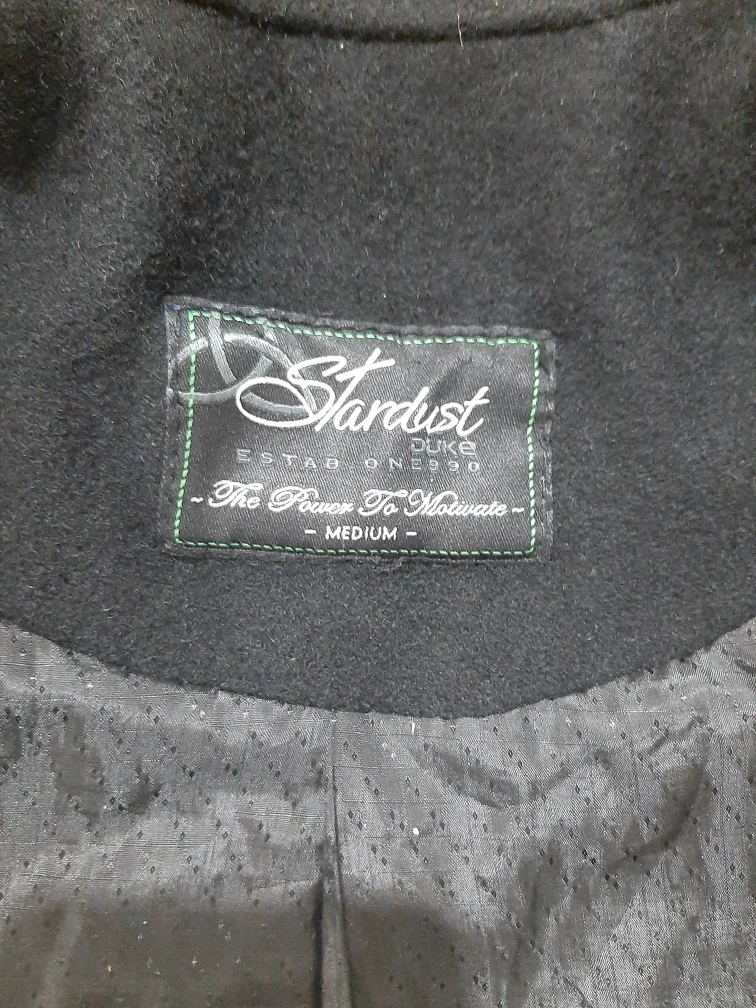 Stardust
DUKE
ESTAB ONE990
~ The Power To Motivate ~
- MEDIUM -